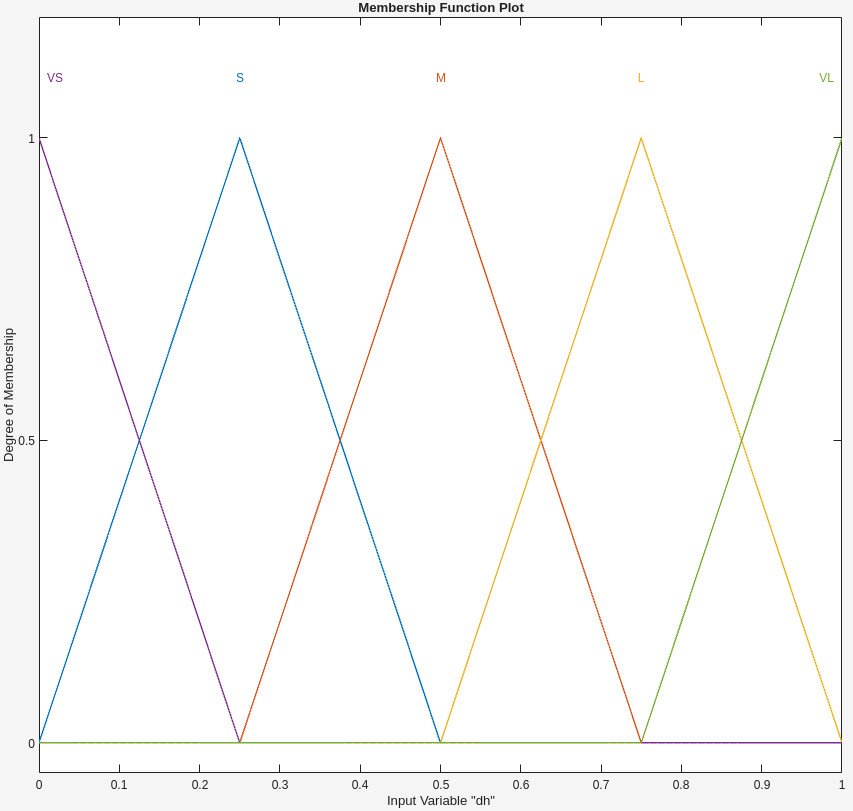 Membership Function Plot
VS S M L VL
1
0.5
0
Degree of Membership
0 0.1 0.2 0.3 0.4 0.5 0.6 0.7 0.8 0.9 1
Input Variable "dh"